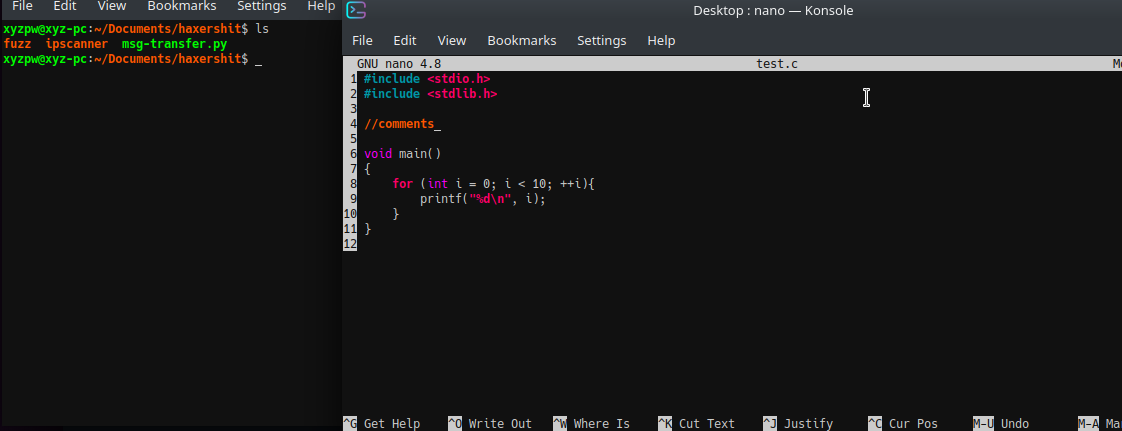 File Edit View Bookmarks Settings Help
xyzpw@xyz-pc:~/Documents/haxershit$ ls
fuzz ipscanner msg-transfer.py
xyzpw@xyz-pc:~/Documents/haxershit$ _
Desktop : nano — Konsole
File Edit View Bookmarks Settings Help
GNU nano 4.8 test.c
1 #include <stdio.h>
2 #include <stdlib.h>
3
4 //comments_
5
6 void main()
7 {
8     for (int i = 0; i < 10; ++i){
9         printf("%d\n", i);
10     }
11 }
12
^G Get Help ^O Write Out ^W Where Is ^K Cut Text ^J Justify ^C Cur Pos M-U Undo M-A